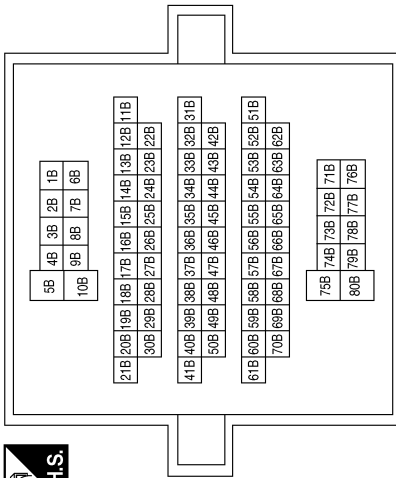 5B 4B 3B 2B 1B
10B 9B 8B 7B 6B
21B 20B 19B 18B 17B 16B 15B 14B 13B 12B 11B
30B 29B 28B 27B 26B 25B 24B 23B 22B
41B 40B 39B 38B 37B 36B 35B 34B 33B 32B 31B
50B 49B 48B 47B 46B 45B 44B 43B 42B
61B 60B 59B 58B 57B 56B 55B 54B 53B 52B 51B
70B 69B 68B 67B 66B 65B 64B 63B 62B
75B 74B 73B 72B 71B
80B 79B 78B 77B 76B
H.S.